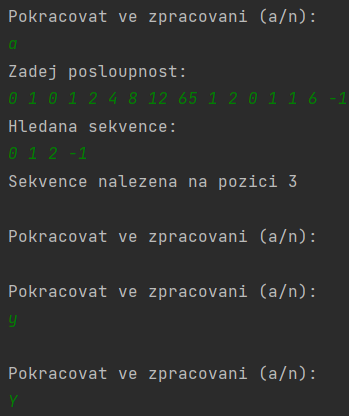 Pokracovat ve zpracovani (a/n):
a
Zadej posloupnost:
0 1 0 1 2 4 8 12 65 1 2 0 1 1 6 -1
Hledana sekvence:
0 1 2 -1
Sekvence nalezena na pozici 3
Pokracovat ve zpracovani (a/n):
Pokracovat ve zpracovani (a/n):
y
Pokracovat ve zpracovani (a/n):
Y